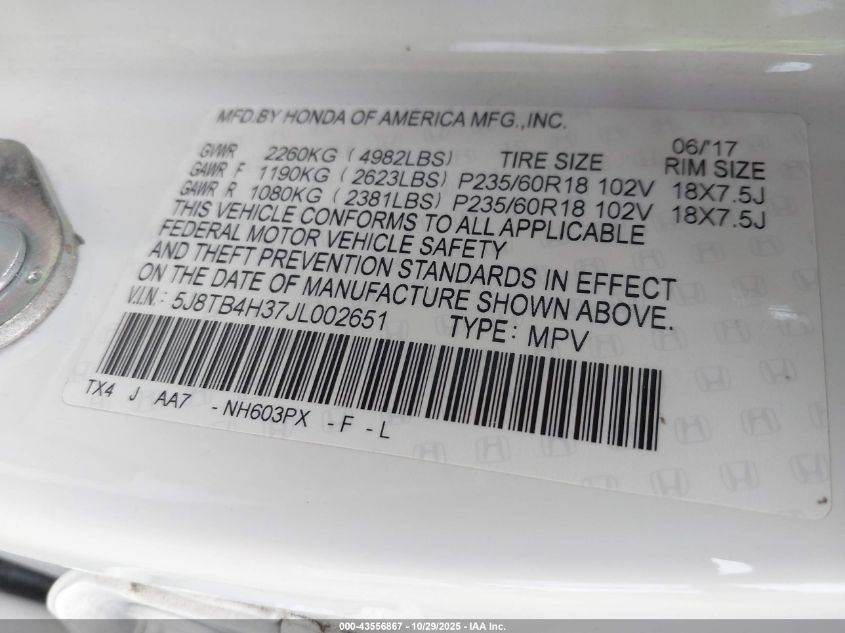 MFD.BY HONDA OF AMERICA MFG.,INC.
06/'17
GVWR 2260KG (4982LBS) TIRE SIZE RIM SIZE
GAWR F 1190KG (2623LBS) P235/60R18 102V 18X7.5J
GAWR R 1080KG (2381LBS) P235/60R18 102V 18X7.5J
THIS VEHICLE CONFORMS TO ALL APPLICABLE
FEDERAL MOTOR VEHICLE SAFETY
AND THEFT PREVENTION STANDARDS IN EFFECT
ON THE DATE OF MANUFACTURE SHOWN ABOVE.
V.I.N.: 5J8TB4H37JL002651 TYPE: MPV
TX4 J AA7 -NH603PX -F -L
000-43556867 - 10/29/2025 - IAA Inc.